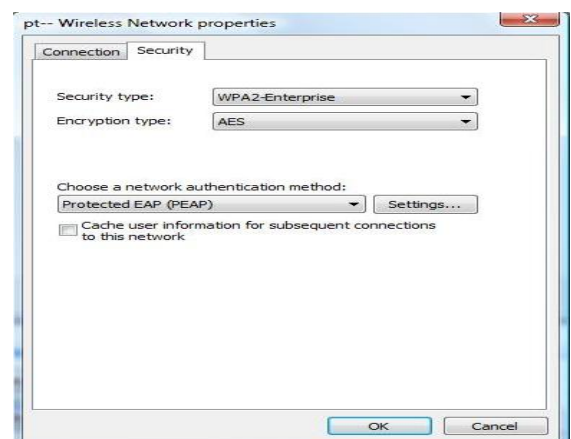 pt-- Wireless Network properties
Connection Security
Security type: WPA2-Enterprise
Encryption type: AES
Choose a network authentication method:
Protected EAP (PEAP) Settings...
Cache user information for subsequent connections
to this network
OK Cancel